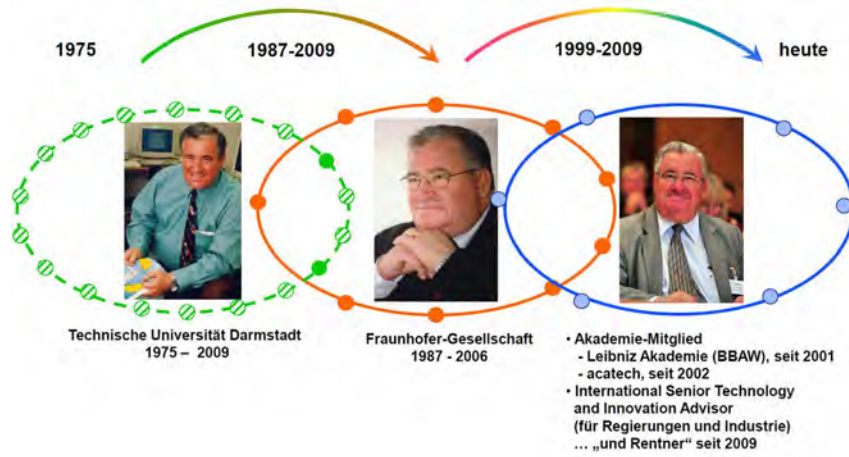 1975
1987-2009
1999-2009
heute
Technische Universität Darmstadt
1975 – 2009
Fraunhofer-Gesellschaft
1987 - 2006
• Akademie-Mitglied
- Leibniz Akademie (BBAW), seit 2001
- acatech, seit 2002
• International Senior Technology
and Innovation Advisor
(für Regierungen und Industrie)
... „und Rentner“ seit 2009